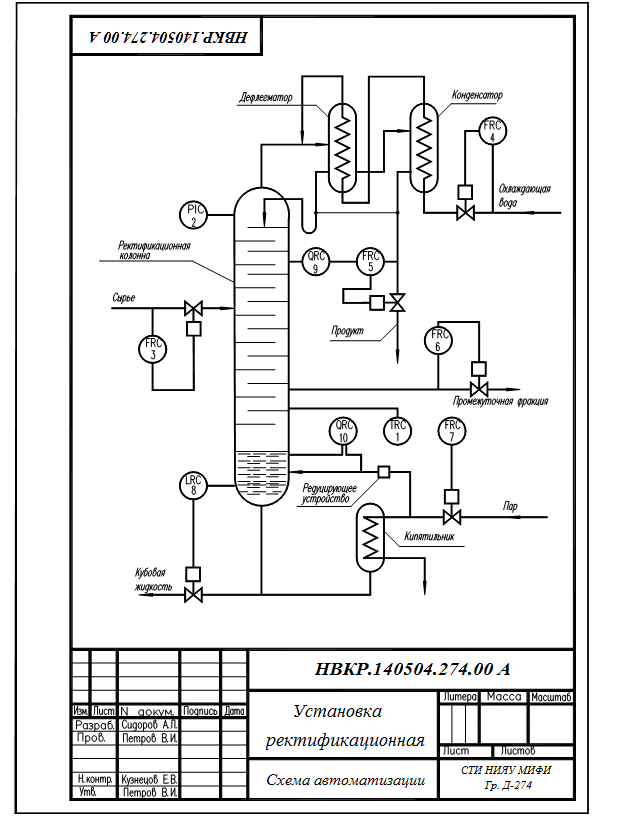 НВКР.140504.274.00 А
Дефлегматор
Конденсатор
FRC
4
Охлаждающая
вода
PIC
2
Ректификационная
колонна
QRC
9
FRC
5
Сырье
FRC
3
Продукт
FRC
6
Промежуточная фракция
QRC
10
TRC
1
FRC
7
LRC
8
Редуцирующее
устройство
Пар
Кипятильник
Кубовая
жидкость
НВКР.140504.274.00 А
Изм. Лист N докум. Подпись Дата
Разраб. Сидоров А.Л.
Пров. Петров В.И.
Н.контр. Кузнецов Е.В.
Утв. Петров В.И.
Установка
ректификационная
Схема автоматизации
Литера Масса Масштаб
Лист Листов
СТИ НИЯУ МИФИ
Гр. Д-274